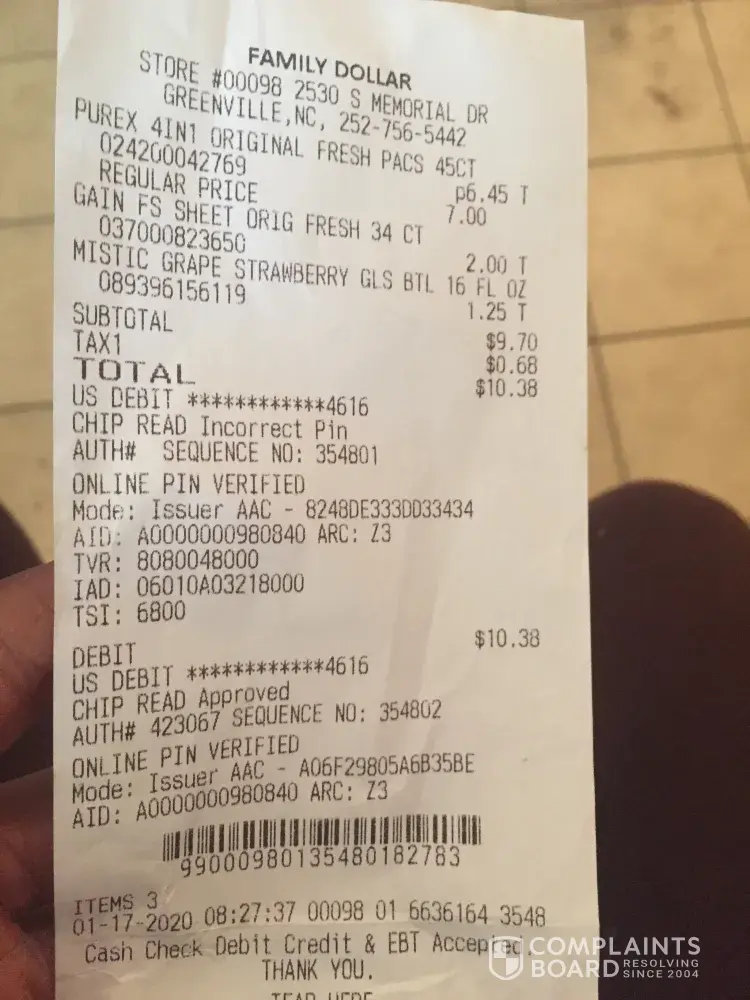 FAMILY DOLLAR
STORE #00098 2530 S MEMORIAL DR
GREENVILLE,NC, 252-756-5442
PUREX 4IN1 ORIGINAL FRESH PACS 45CT
024200042769 p6.45 T
REGULAR PRICE 7.00
GAIN FS SHEET ORIG FRESH 34 CT
037000823650 2.00 T
MISTIC GRAPE STRAWBERRY GLS BTL 16 FL OZ
089396156119 1.25 T
SUBTOTAL $9.70
TAX1 $0.68
TOTAL $10.38
US DEBIT ************4616
CHIP READ Incorrect Pin
AUTH# SEQUENCE NO: 354801
ONLINE PIN VERIFIED
Mode: Issuer AAC - 8248DE333DD33434
AID: A0000000980840 ARC: Z3
TVR: 8080048000
IAD: 06010A03218000
TSI: 6800
DEBIT $10.38
US DEBIT ************4616
CHIP READ Approved
AUTH# 423067 SEQUENCE NO: 354802
ONLINE PIN VERIFIED
Mode: Issuer AAC - A06F29805A6B35BE
AID: A0000000980840 ARC: Z3
99000980135480182783
ITEMS 3
01-17-2020 08:27:37 00098 01 6636164 3548
Cash Check Debit Credit & EBT Accepted
THANK YOU.
TEAR HERE
COMPLAINTS
BOARD RESOLVING SINCE 2004